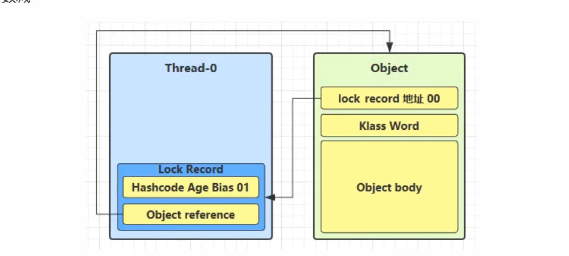 Thread-0
Lock Record
Hashcode Age Bias 01
Object reference
Object
lock record 地址 00
Klass Word
Object body